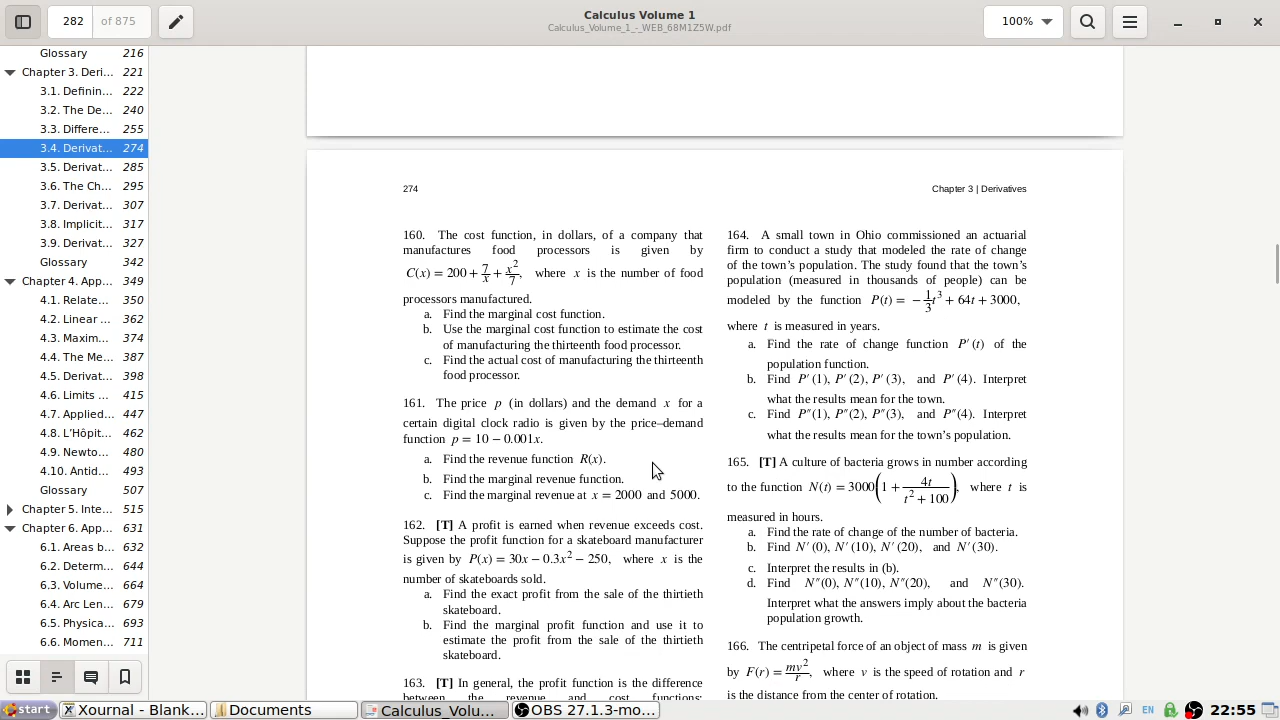 282 of 875
Calculus Volume 1
Calculus_Volume_1_-_WEB_68M1Z5W.pdf
100%
Glossary 216
Chapter 3. Deri... 221
3.1. Definin... 222
3.2. The De... 240
3.3. Differe... 255
3.4. Derivat... 274
3.5. Derivat... 285
3.6. The Ch... 295
3.7. Derivat... 307
3.8. Implicit... 317
3.9. Derivat... 327
Glossary 342
Chapter 4. App... 349
4.1. Relate... 350
4.2. Linear ... 362
4.3. Maxim... 374
4.4. The Me... 387
4.5. Derivat... 398
4.6. Limits ... 415
4.7. Applied... 447
4.8. L'Hôpit... 462
4.9. Newto... 480
4.10. Antid... 493
Glossary 507
Chapter 5. Inte... 515
Chapter 6. App... 631
6.1. Areas b... 632
6.2. Determ... 644
6.3. Volume... 664
6.4. Arc Len... 679
6.5. Physica... 693
6.6. Momen... 711
274
Chapter 3 | Derivatives
160. The cost function, in dollars, of a company that
manufactures food processors is given by
C(x) = 200 + 7/x + x²/7, where x is the number of food
processors manufactured.
a. Find the marginal cost function.
b. Use the marginal cost function to estimate the cost
of manufacturing the thirteenth food processor.
c. Find the actual cost of manufacturing the thirteenth
food processor.
161. The price p (in dollars) and the demand x for a
certain digital clock radio is given by the price–demand
function p = 10 − 0.001x.
a. Find the revenue function R(x).
b. Find the marginal revenue function.
c. Find the marginal revenue at x = 2000 and 5000.
162. [T] A profit is earned when revenue exceeds cost.
Suppose the profit function for a skateboard manufacturer
is given by P(x) = 30x − 0.3x² − 250, where x is the
number of skateboards sold.
a. Find the exact profit from the sale of the thirtieth
skateboard.
b. Find the marginal profit function and use it to
estimate the profit from the sale of the thirtieth
skateboard.
163. [T] In general, the profit function is the difference
between the revenue and cost functions:
164. A small town in Ohio commissioned an actuarial
firm to conduct a study that modeled the rate of change
of the town’s population. The study found that the town’s
population (measured in thousands of people) can be
modeled by the function P(t) = −1/3t³ + 64t + 3000,
where t is measured in years.
a. Find the rate of change function P′(t) of the
population function.
b. Find P′(1), P′(2), P′(3), and P′(4). Interpret
what the results mean for the town.
c. Find P″(1), P″(2), P″(3), and P″(4). Interpret
what the results mean for the town’s population.
165. [T] A culture of bacteria grows in number according
to the function N(t) = 3000(1 + 4t/(t² + 100)), where t is
measured in hours.
a. Find the rate of change of the number of bacteria.
b. Find N′(0), N′(10), N′(20), and N′(30).
c. Interpret the results in (b).
d. Find N″(0), N″(10), N″(20), and N″(30).
Interpret what the answers imply about the bacteria
population growth.
166. The centripetal force of an object of mass m is given
by F(r) = mv²/r, where v is the speed of rotation and r
is the distance from the center of rotation.
start
Xournal - Blank...
Documents
Calculus_Volu...
OBS 27.1.3-mo...
EN
22:55